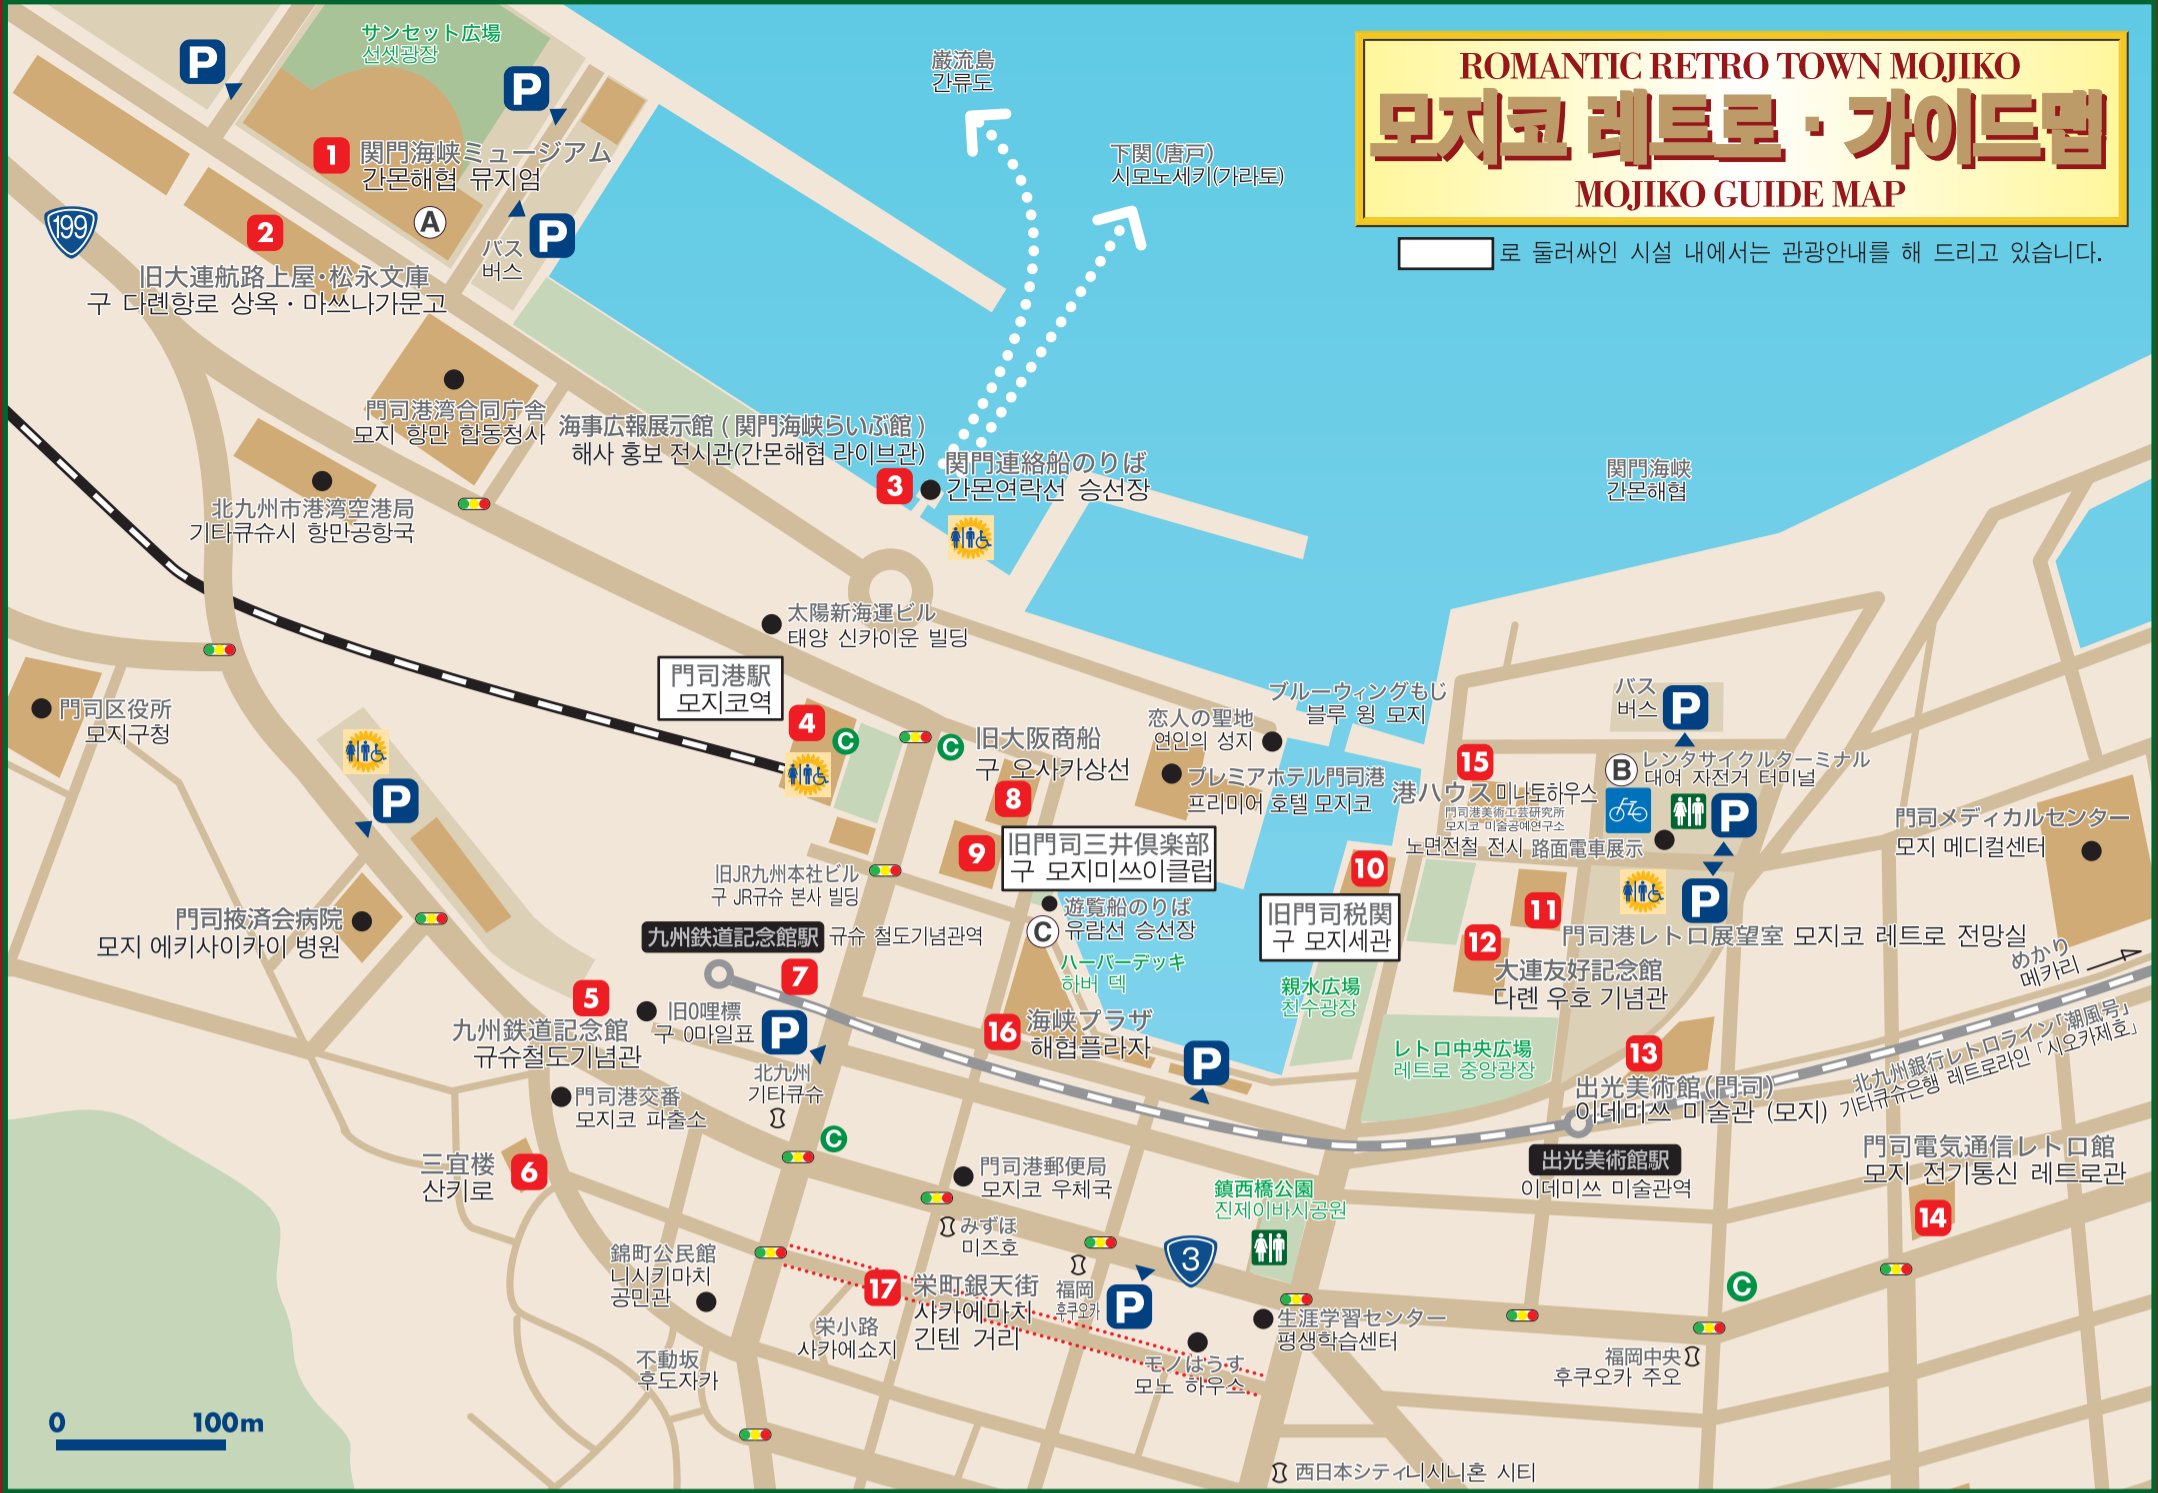 ROMANTIC RETRO TOWN MOJIKO
모지코 레트로・가이드맵
MOJIKO GUIDE MAP
로 둘러싸인 시설 내에서는 관광안내를 해 드리고 있습니다.
サンセット広場
선셋광장
P
P
1
関門海峡ミュージアム
간몬해협 뮤지엄
A
199
2
バス
버스
P
旧大連航路上屋・松永文庫
구 다롄항로 상옥・마쓰나가문고
巌流島
간류도
下関(唐戸)
시모노세키(가라토)
門司港湾合同庁舎
모지 항만 합동청사
海事広報展示館(関門海峡らいぶ館)
해사 홍보 전시관(간몬해협 라이브관)
3
関門連絡船のりば
간몬연락선 승선장
関門海峡
간몬해협
北九州市港湾空港局
기타큐슈시 항만공항국
太陽新海運ビル
태양 신카이운 빌딩
門司港駅
모지코역
4
C
C
門司区役所
모지구청
P
旧大阪商船
구 오사카상선
8
恋人の聖地
연인의 성지
ブルーウィングもじ
블루 윙 모지
プレミアホテル門司港
프리미어 호텔 모지코
バス
버스
P
15
港ハウス 미나토하우스
門司港美術工芸研究所
모지코 미술공예연구소
B
レンタサイクルターミナル
대여 자전거 터미널
P
노면전철 전시 路面電車展示
門司メディカルセンター
모지 메디컬센터
9
旧門司三井倶楽部
구 모지미쓰이클럽
旧JR九州本社ビル
구 JR규슈 본사 빌딩
10
旧門司税関
구 모지세관
11
P
12
門司港レトロ展望室 모지코 레트로 전망실
大連友好記念館
다롄 우호 기념관
めかり
메카리
門司掖済会病院
모지 에키사이카이 병원
九州鉄道記念館駅 규슈 철도기념관역
7
C
遊覧船のりば
유람선 승선장
ハーバーデッキ
하버 덱
親水広場
친수광장
5
九州鉄道記念館
규슈철도기념관
旧0哩標
구 0마일표
P
16
海峡プラザ
해협플라자
P
レトロ中央広場
레트로 중앙광장
13
出光美術館(門司)
이데미쓰 미술관 (모지)
北九州銀行レトロライン「潮風号」
기타큐슈은행 레트로라인「시오카제호」
北九州
기타큐슈
門司港交番
모지코 파출소
C
出光美術館駅
이데미쓰 미술관역
門司電気通信レトロ館
모지 전기통신 레트로관
14
三宜楼
산키로
6
門司港郵便局
모지코 우체국
鎮西橋公園
진제이바시공원
みずほ
미즈호
3
錦町公民館
니시키마치
공민관
17
栄町銀天街
사카에마치
긴텐 거리
福岡
후쿠오카
P
C
生涯学習センター
평생학습센터
栄小路
사카에쇼지
モノはうす
모노 하우스
福岡中央
후쿠오카 주오
不動坂
후도자카
0 100m
西日本シティ니시니혼 시티